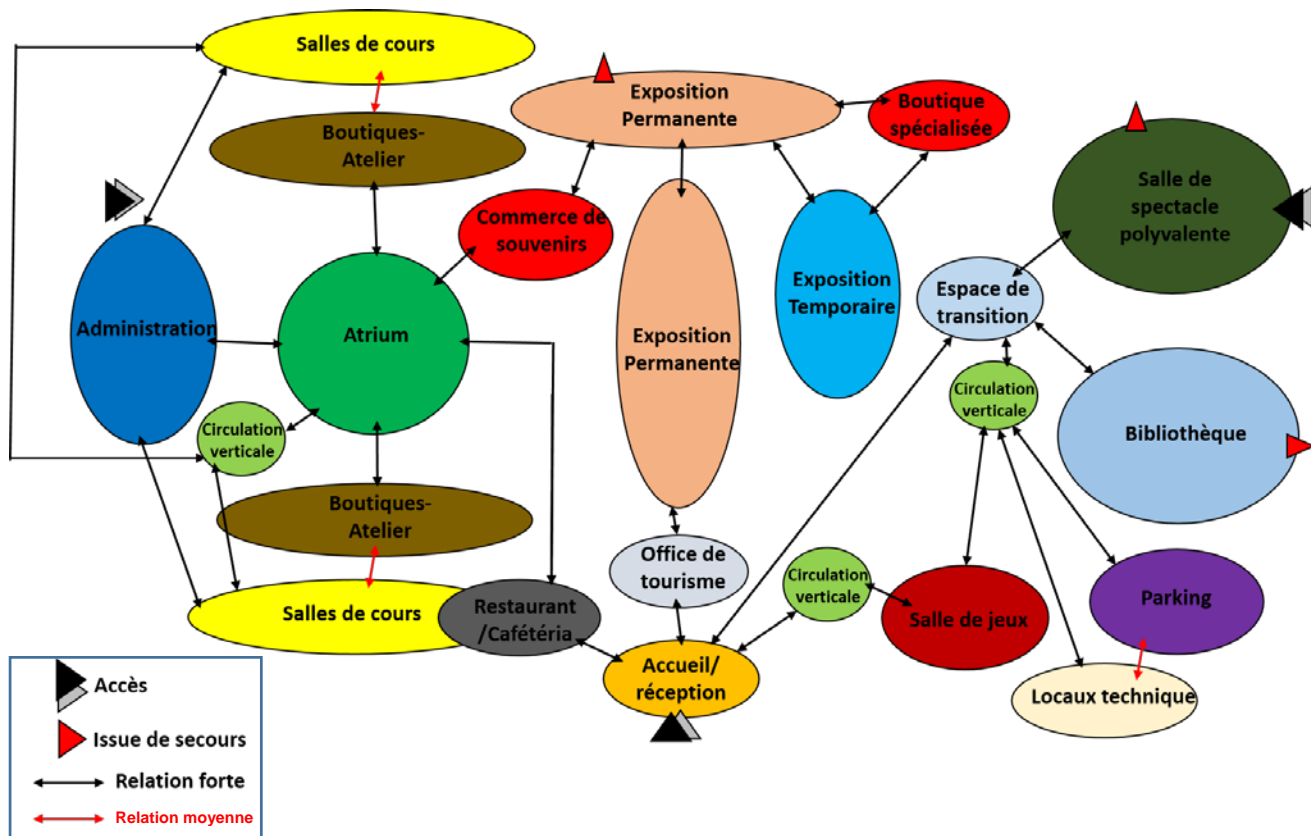 Salles de cours
Boutiques-
Atelier
Exposition
Permanente
Boutique
spécialisée
Salle de
spectacle
polyvalente
Commerce de
souvenirs
Administration
Atrium
Exposition
Permanente
Exposition
Temporaire
Espace de
transition
Circulation
verticale
Bibliothèque
Circulation
verticale
Boutiques-
Atelier
Office de
tourisme
Circulation
verticale
Salles de cours
Restaurant
/Cafétéria
Salle de jeux
Parking
Accueil/
réception
Locaux technique
Accès
Issue de secours
Relation forte
Relation moyenne